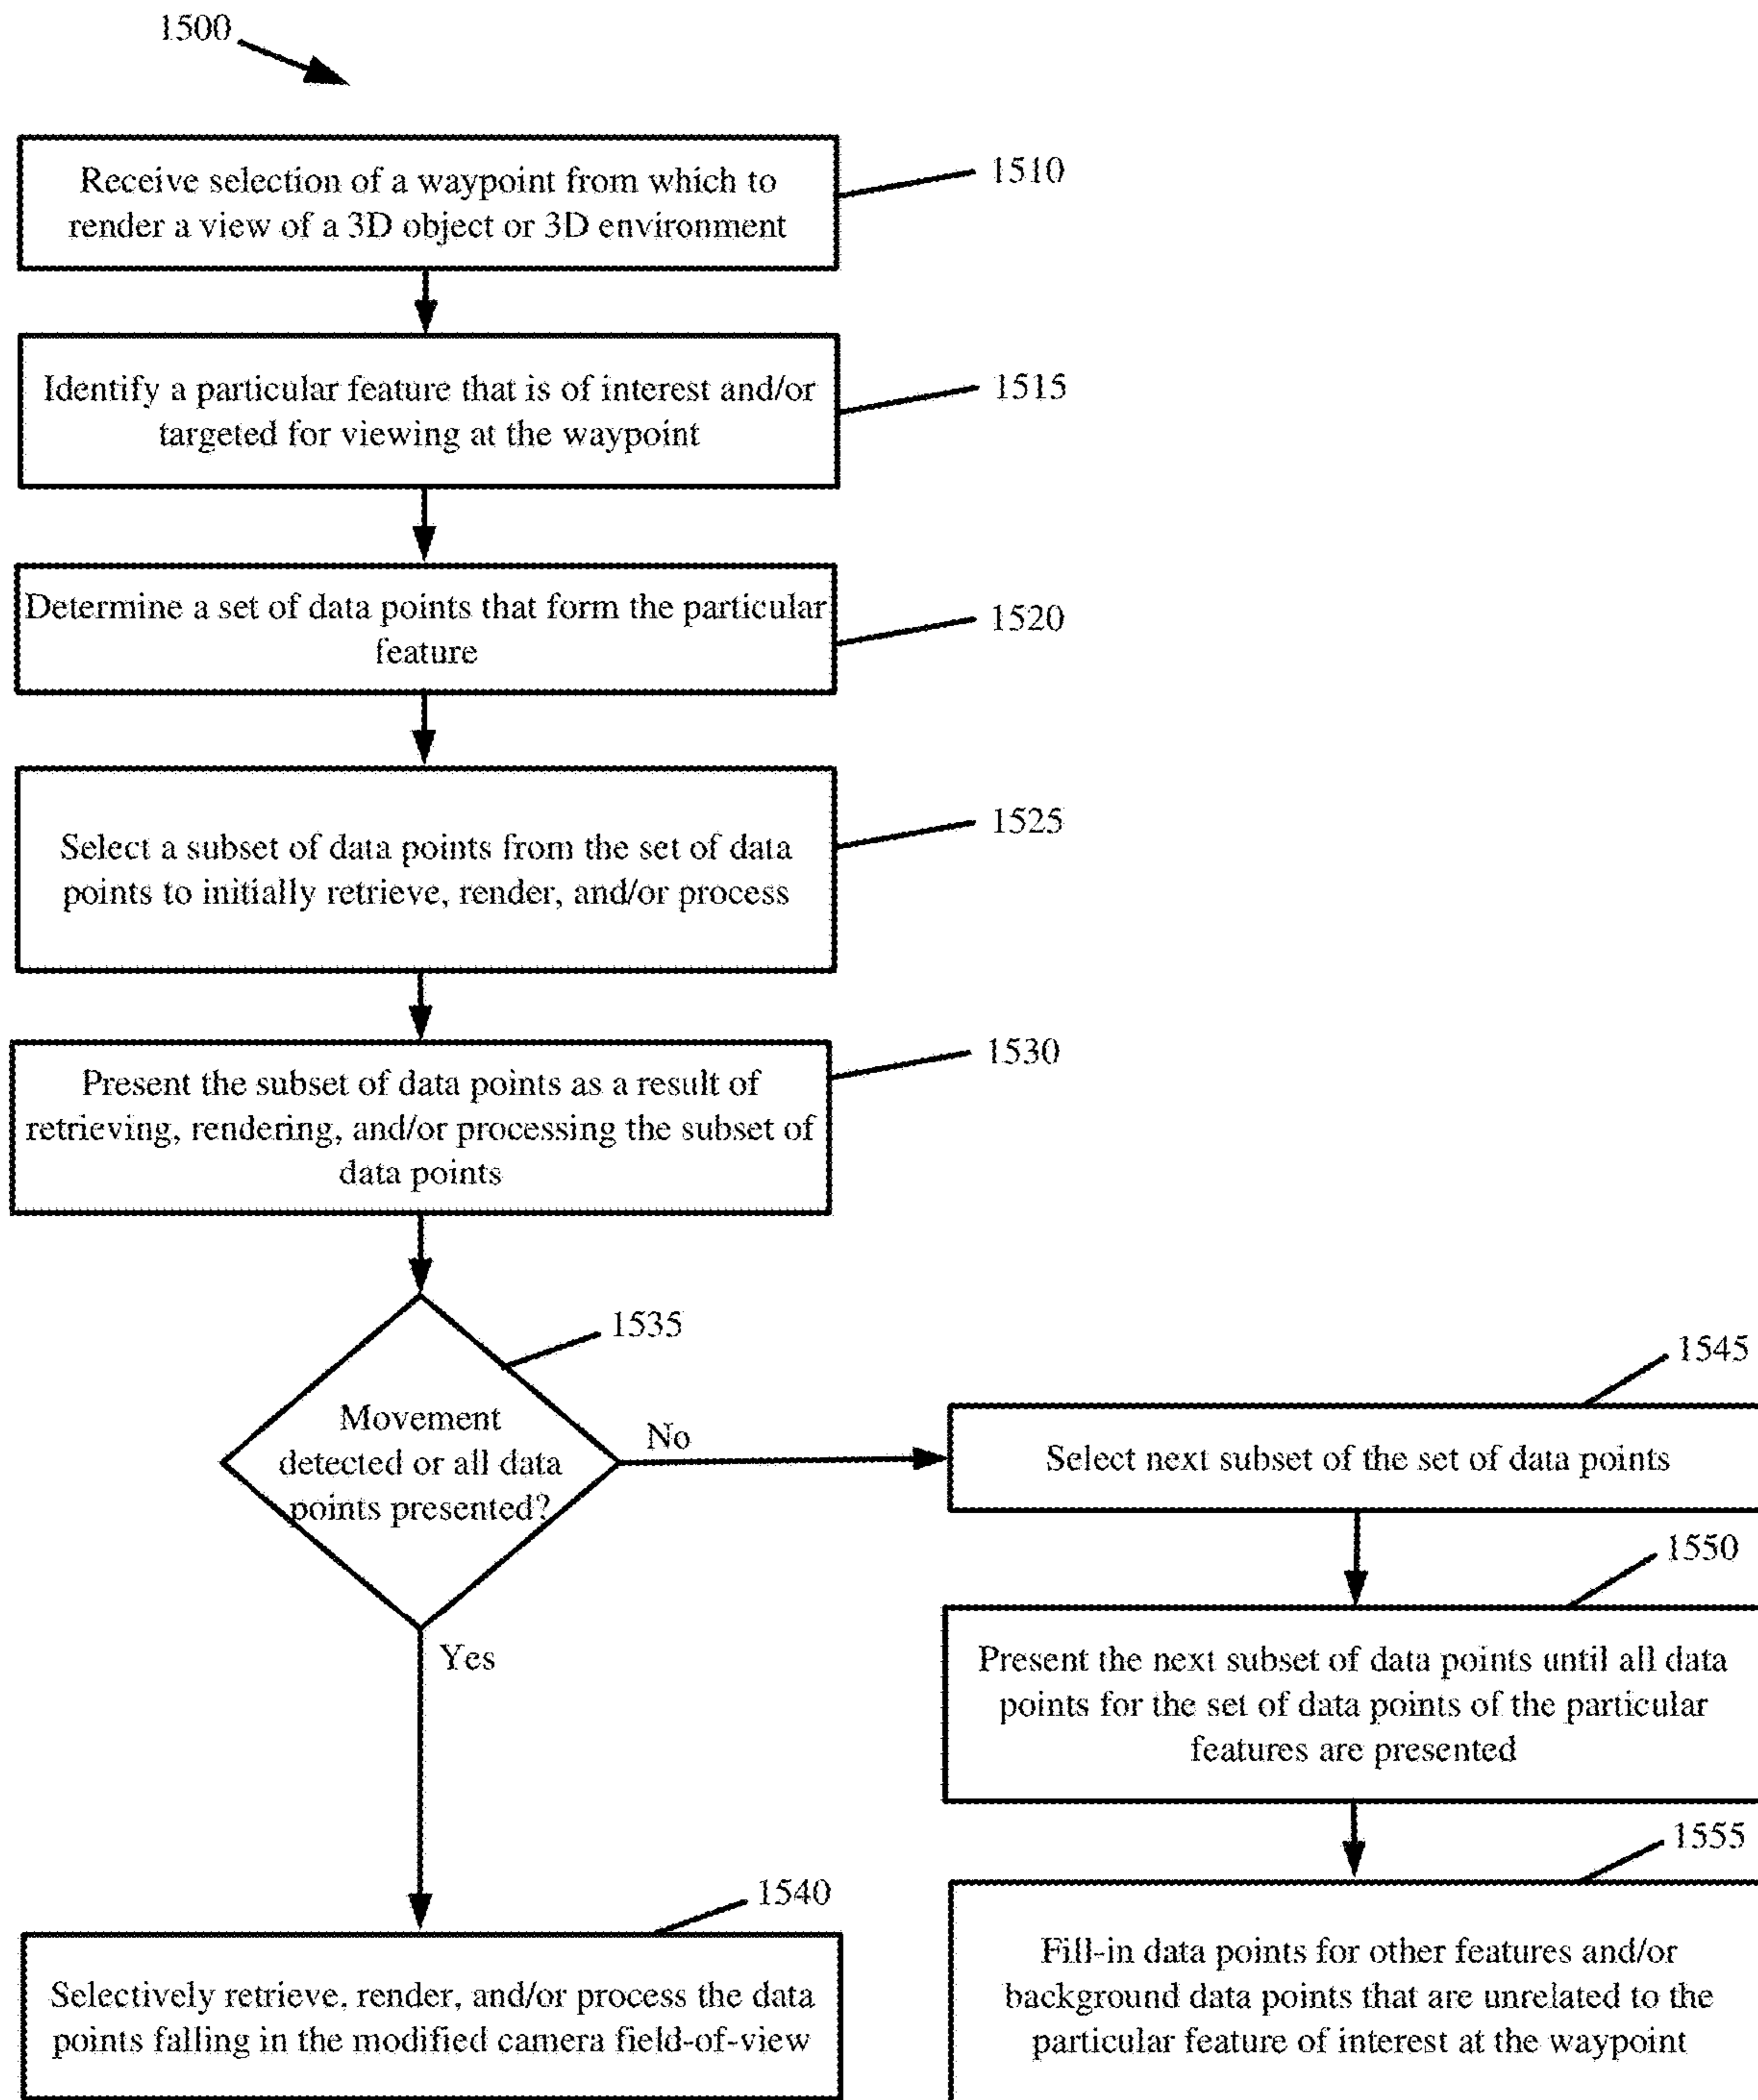 1500
Receive selection of a waypoint from which to
render a view of a 3D object or 3D environment
1510
Identify a particular feature that is of interest and/or
targeted for viewing at the waypoint
1515
Determine a set of data points that form the particular
feature
1520
Select a subset of data points from the set of data
points to initially retrieve, render, and/or process
1525
Present the subset of data points as a result of
retrieving, rendering, and/or processing the subset of
data points
1530
Movement
detected or all data
points presented?
1535
No
Yes
1545
Select next subset of the set of data points
1550
Present the next subset of data points until all data
points for the set of data points of the particular
features are presented
1555
Fill-in data points for other features and/or
background data points that are unrelated to the
particular feature of interest at the waypoint
1540
Selectively retrieve, render, and/or process the data
points falling in the modified camera field-of-view